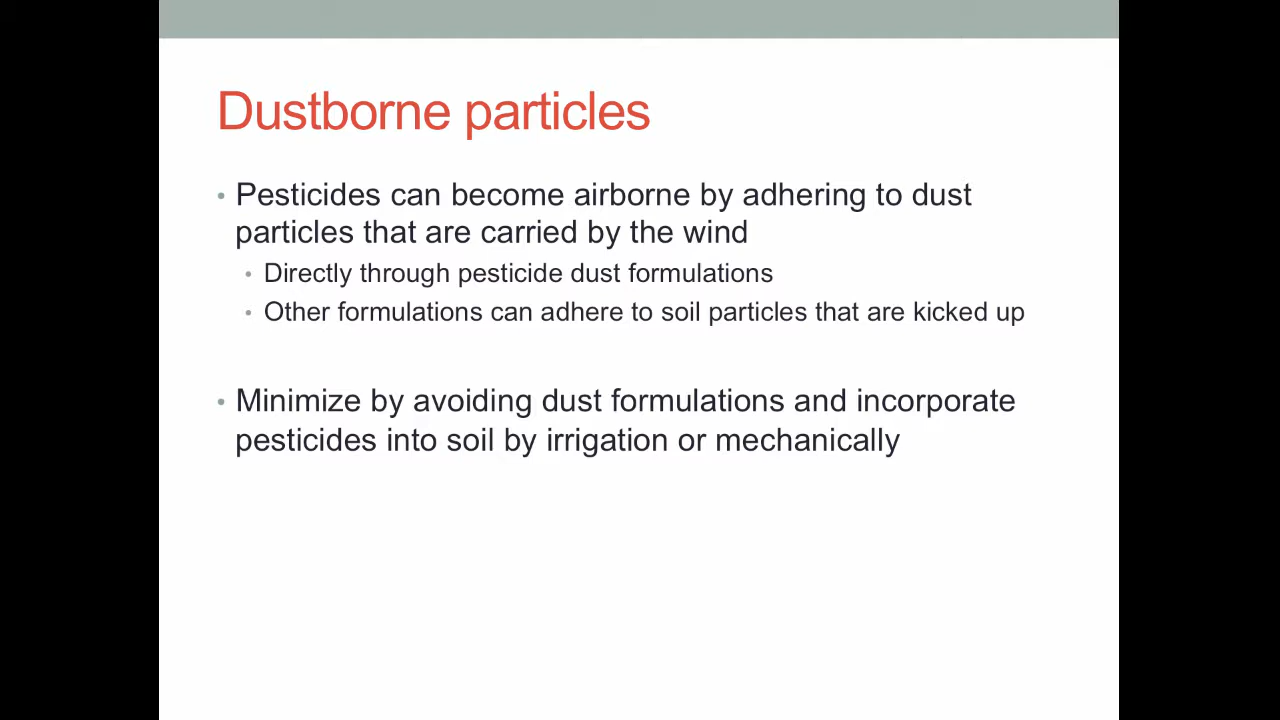 Dustborne particles
• Pesticides can become airborne by adhering to dust
particles that are carried by the wind
• Directly through pesticide dust formulations
• Other formulations can adhere to soil particles that are kicked up
• Minimize by avoiding dust formulations and incorporate
pesticides into soil by irrigation or mechanically